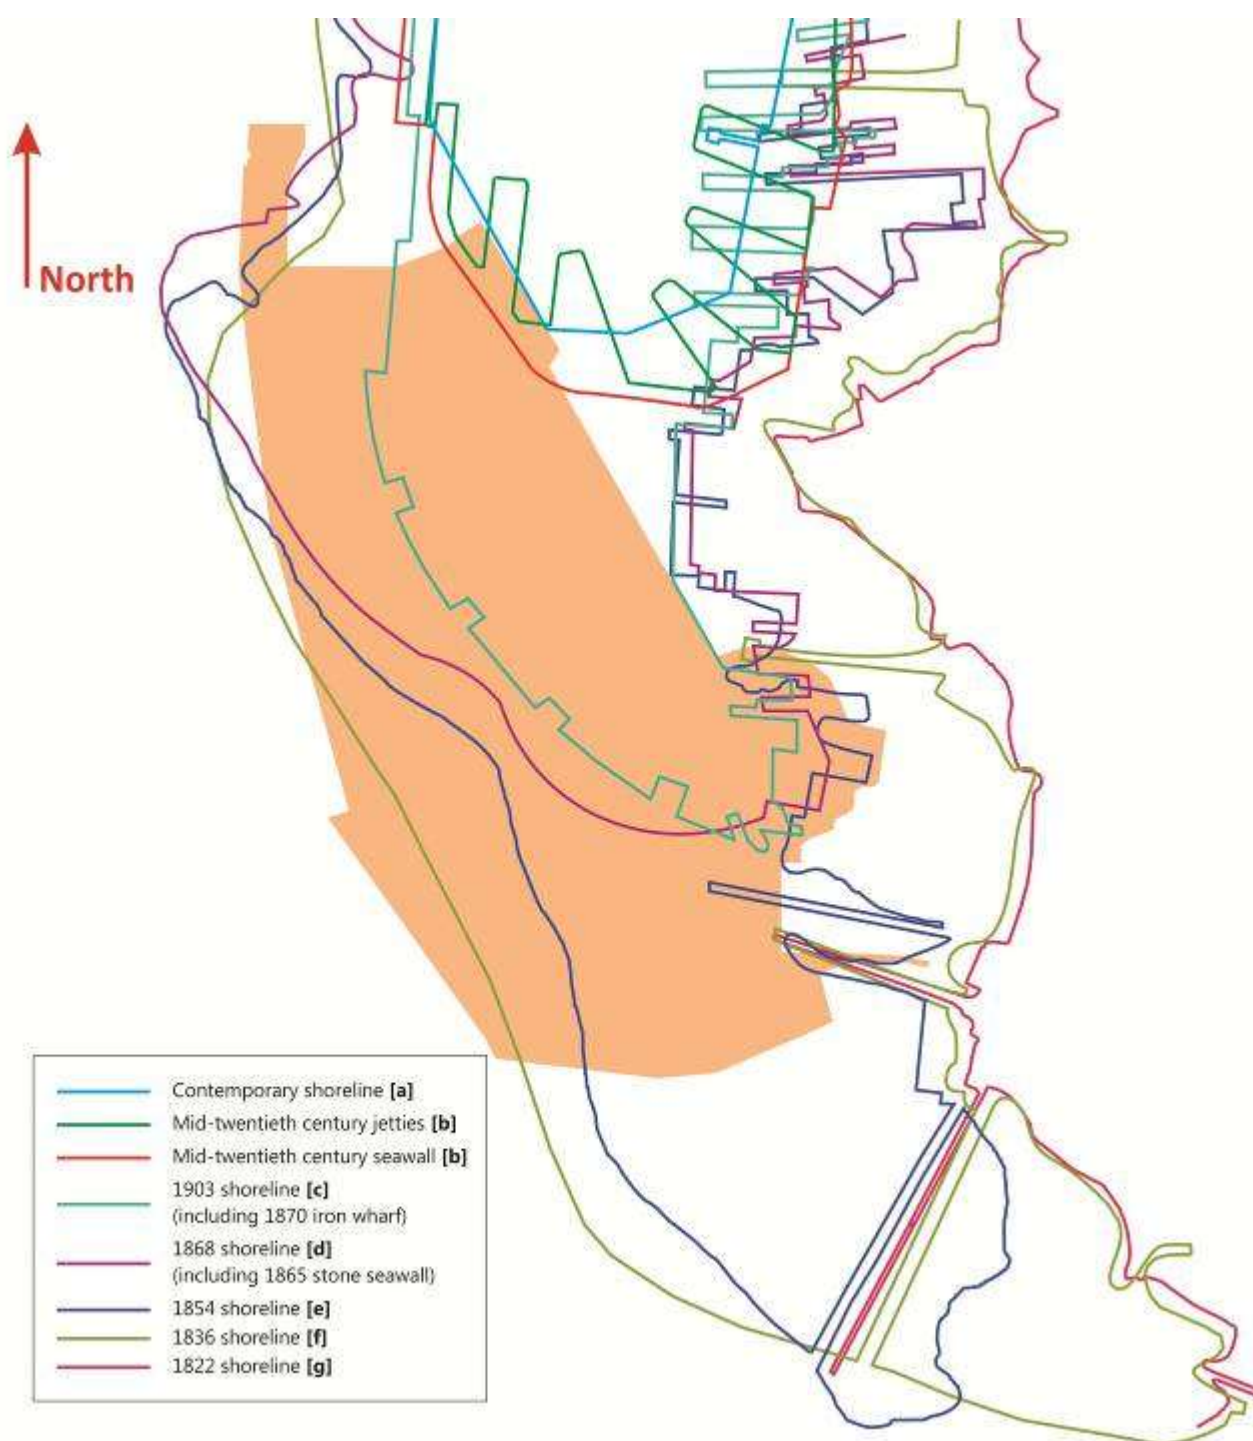 North
Contemporary shoreline [a]
Mid-twentieth century jetties [b]
Mid-twentieth century seawall [b]
1903 shoreline [c]
(including 1870 iron wharf)
1868 shoreline [d]
(including 1865 stone seawall)
1854 shoreline [e]
1836 shoreline [f]
1822 shoreline [g]